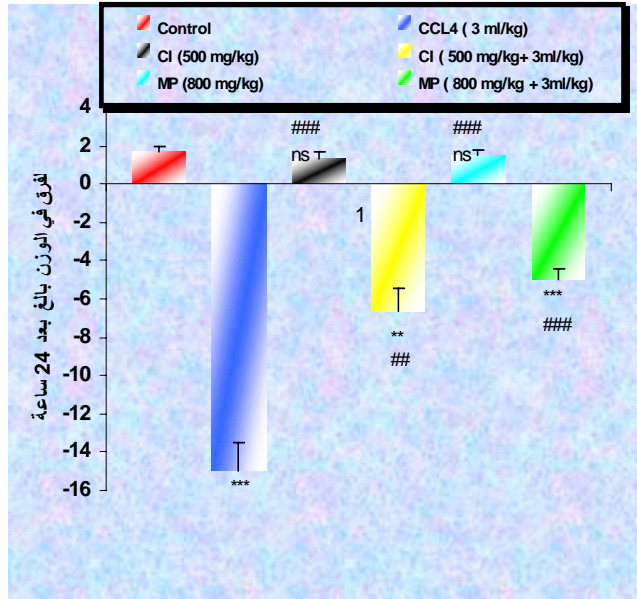 Control
CCL4 ( 3 ml/kg)
CI (500 mg/kg)
CI ( 500 mg/kg+ 3ml/kg)
MP (800 mg/kg)
MP ( 800 mg/kg + 3ml/kg)
الفرق في الوزن بالمغ بعد 24 ساعة
4
2
0
-2
-4
-6
-8
-10
-12
-14
-16
***
###
ns
1
**
##
###
ns
***
###